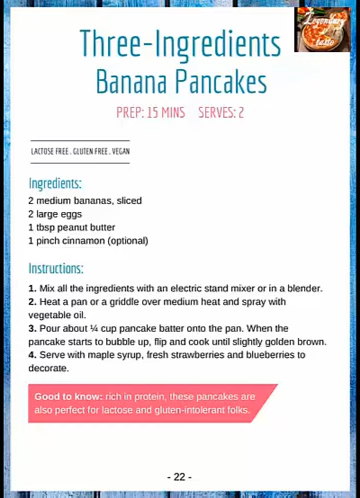 Legendary
taste
Three-Ingredients
Banana Pancakes
PREP: 15 MINS SERVES: 2
LACTOSE FREE . GLUTEN FREE . VEGAN
Ingredients:
2 medium bananas, sliced
2 large eggs
1 tbsp peanut butter
1 pinch cinnamon (optional)
Instructions:
1. Mix all the ingredients with an electric stand mixer or in a blender.
2. Heat a pan or a griddle over medium heat and spray with
vegetable oil.
3. Pour about ¼ cup pancake batter onto the pan. When the
pancake starts to bubble up, flip and cook until slightly golden brown.
4. Serve with maple syrup, fresh strawberries and blueberries to
decorate.
Good to know: rich in protein, these pancakes are
also perfect for lactose and gluten-intolerant folks.
- 22 -